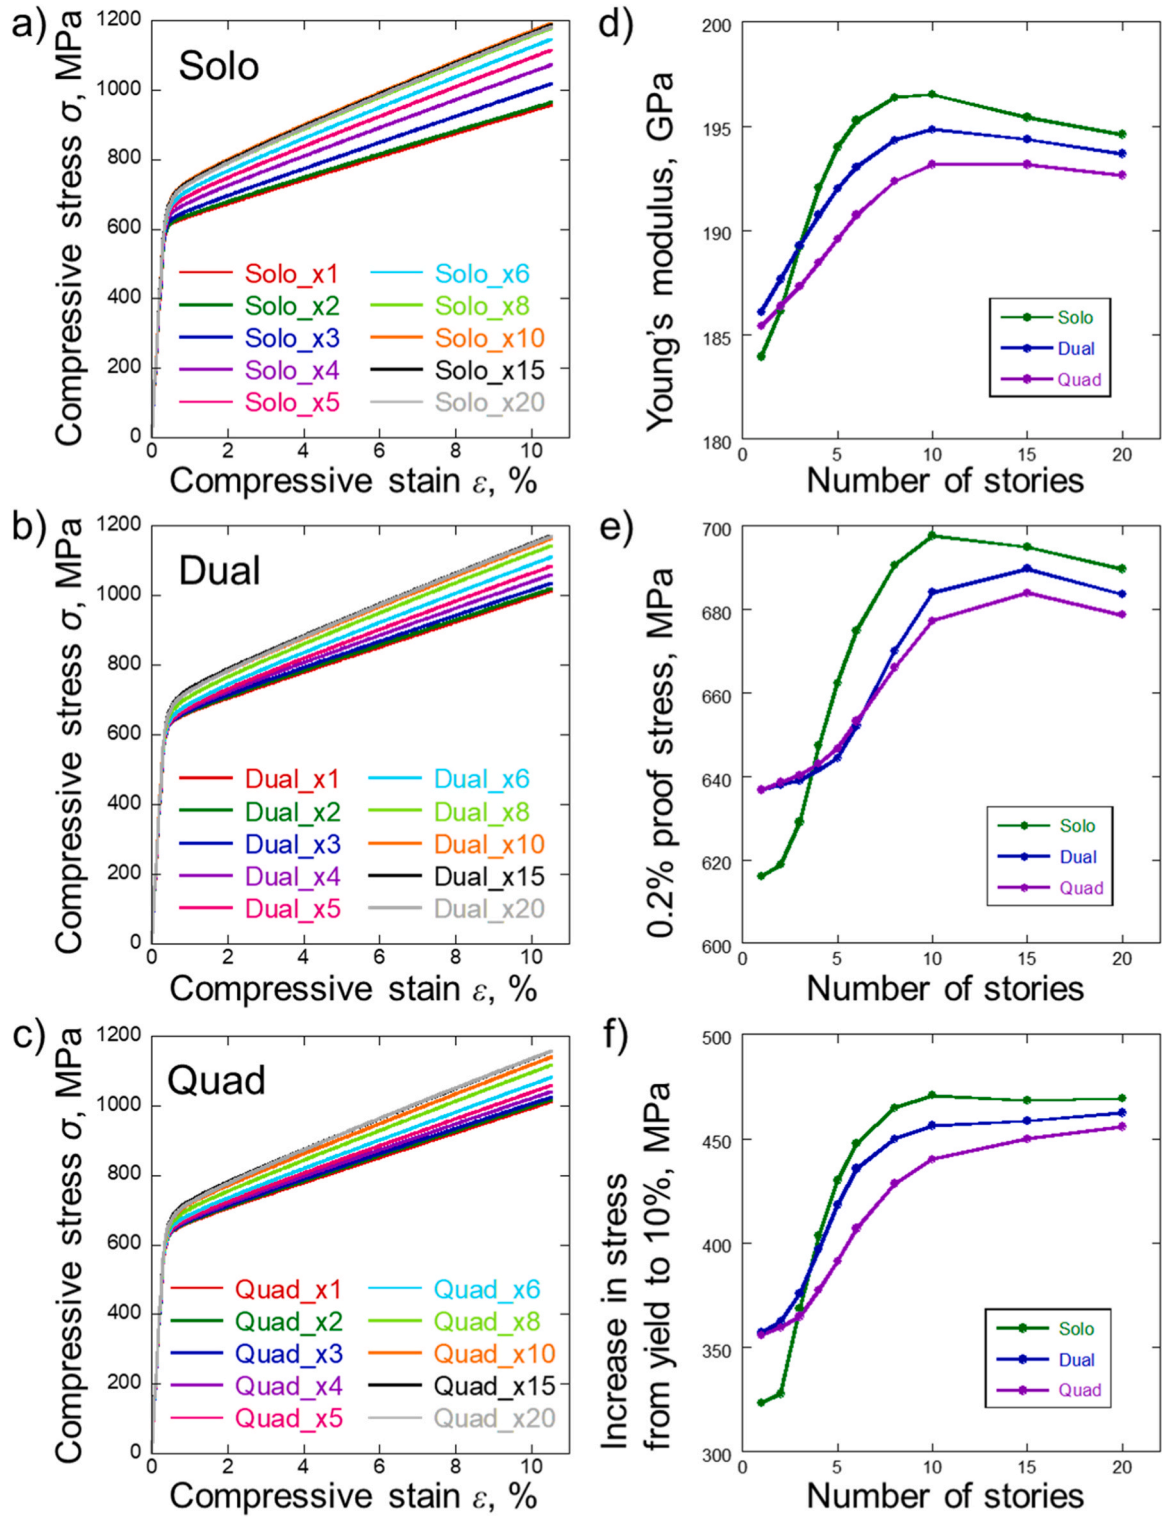 a)
Compressive stress σ, MPa
1200
1000
800
600
400
200
0
Solo
Solo_x1
Solo_x6
Solo_x2
Solo_x8
Solo_x3
Solo_x10
Solo_x4
Solo_x15
Solo_x5
Solo_x20
0 2 4 6 8 10
Compressive stain ε, %
d)
Young's modulus, GPa
200
195
190
185
180
Solo
Dual
Quad
0 5 10 15 20
Number of stories
b)
Compressive stress σ, MPa
1200
1000
800
600
400
200
0
Dual
Dual_x1
Dual_x6
Dual_x2
Dual_x8
Dual_x3
Dual_x10
Dual_x4
Dual_x15
Dual_x5
Dual_x20
0 2 4 6 8 10
Compressive stain ε, %
e)
0.2% proof stress, MPa
700
680
660
640
620
600
Solo
Dual
Quad
0 5 10 15 20
Number of stories
c)
Compressive stress σ, MPa
1200
1000
800
600
400
200
0
Quad
Quad_x1
Quad_x6
Quad_x2
Quad_x8
Quad_x3
Quad_x10
Quad_x4
Quad_x15
Quad_x5
Quad_x20
0 2 4 6 8 10
Compressive stain ε, %
f)
Increase in stress
from yield to 10%, MPa
500
450
400
350
300
Solo
Dual
Quad
0 5 10 15 20
Number of stories